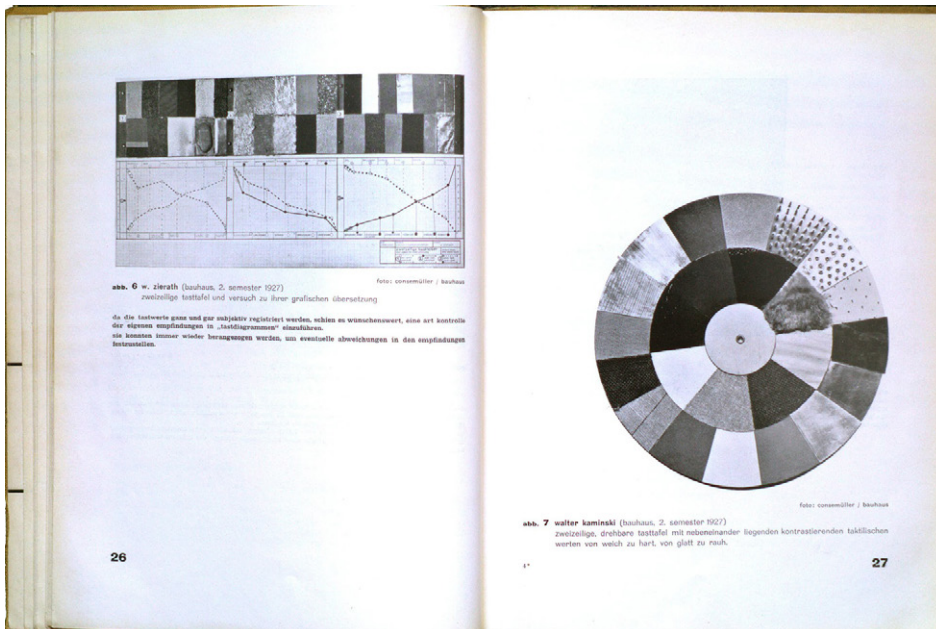 abb. 6 w. zierath (bauhaus, 2. semester 1927)
foto: consemüller / bauhaus
zweizeilige tasttafel und versuch zu ihrer grafischen übersetzung
da die tastwerte ganz und gar subjektiv registriert werden, schien es wünschenswert, eine art kontrolle
der eigenen empfindungen in „tastdiagrammen“ einzuführen.
sie konnten immer wieder herangezogen werden, um eventuelle abweichungen in den empfindungen
festzustellen.
26
foto: consemüller / bauhaus
abb. 7 walter kaminski (bauhaus, 2. semester 1927)
zweizeilige, drehbare tasttafel mit nebeneinander liegenden kontrastierenden taktilischen
werten von weich zu hart, von glatt zu rauh.
27